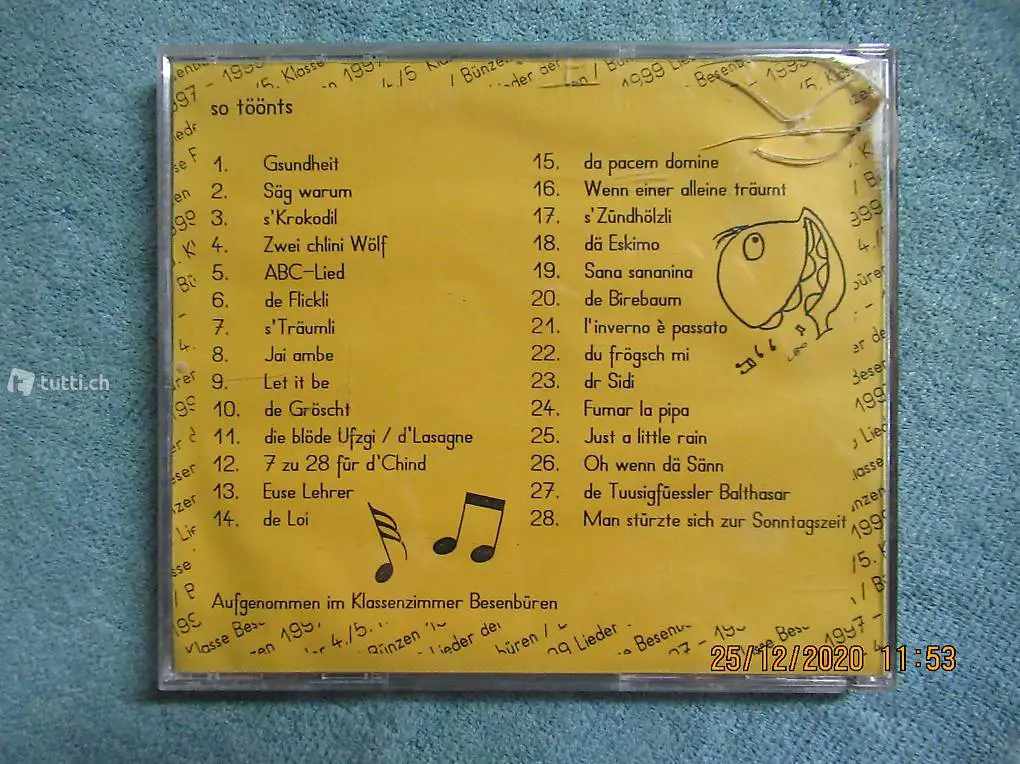 so töönts
1. Gsundheit
2. Säg warum
3. s'Krokodil
4. Zwei chlini Wölf
5. ABC-Lied
6. de Flickli
7. s'Träumli
8. Jai ambe
9. Let it be
10. de Gröscht
11. die blöde Ufzgi / d'Lasagne
12. 7 zu 28 für d'Chind
13. Euse Lehrer
14. de Loi
15. da pacem domine
16. Wenn einer alleine träumt
17. s'Zündhölzli
18. dä Eskimo
19. Sana sananina
20. de Birebaum
21. l'inverno è passato
22. du frögsch mi
23. dr Sidi
24. Fumar la pipa
25. Just a little rain
26. Oh wenn dä Sänn
27. de Tuusigfüessler Balthasar
28. Man stürzte sich zur Sonntagszeit
Aufgenommen im Klassenzimmer Besenbüren
tutti.ch
25/12/2020 11:53